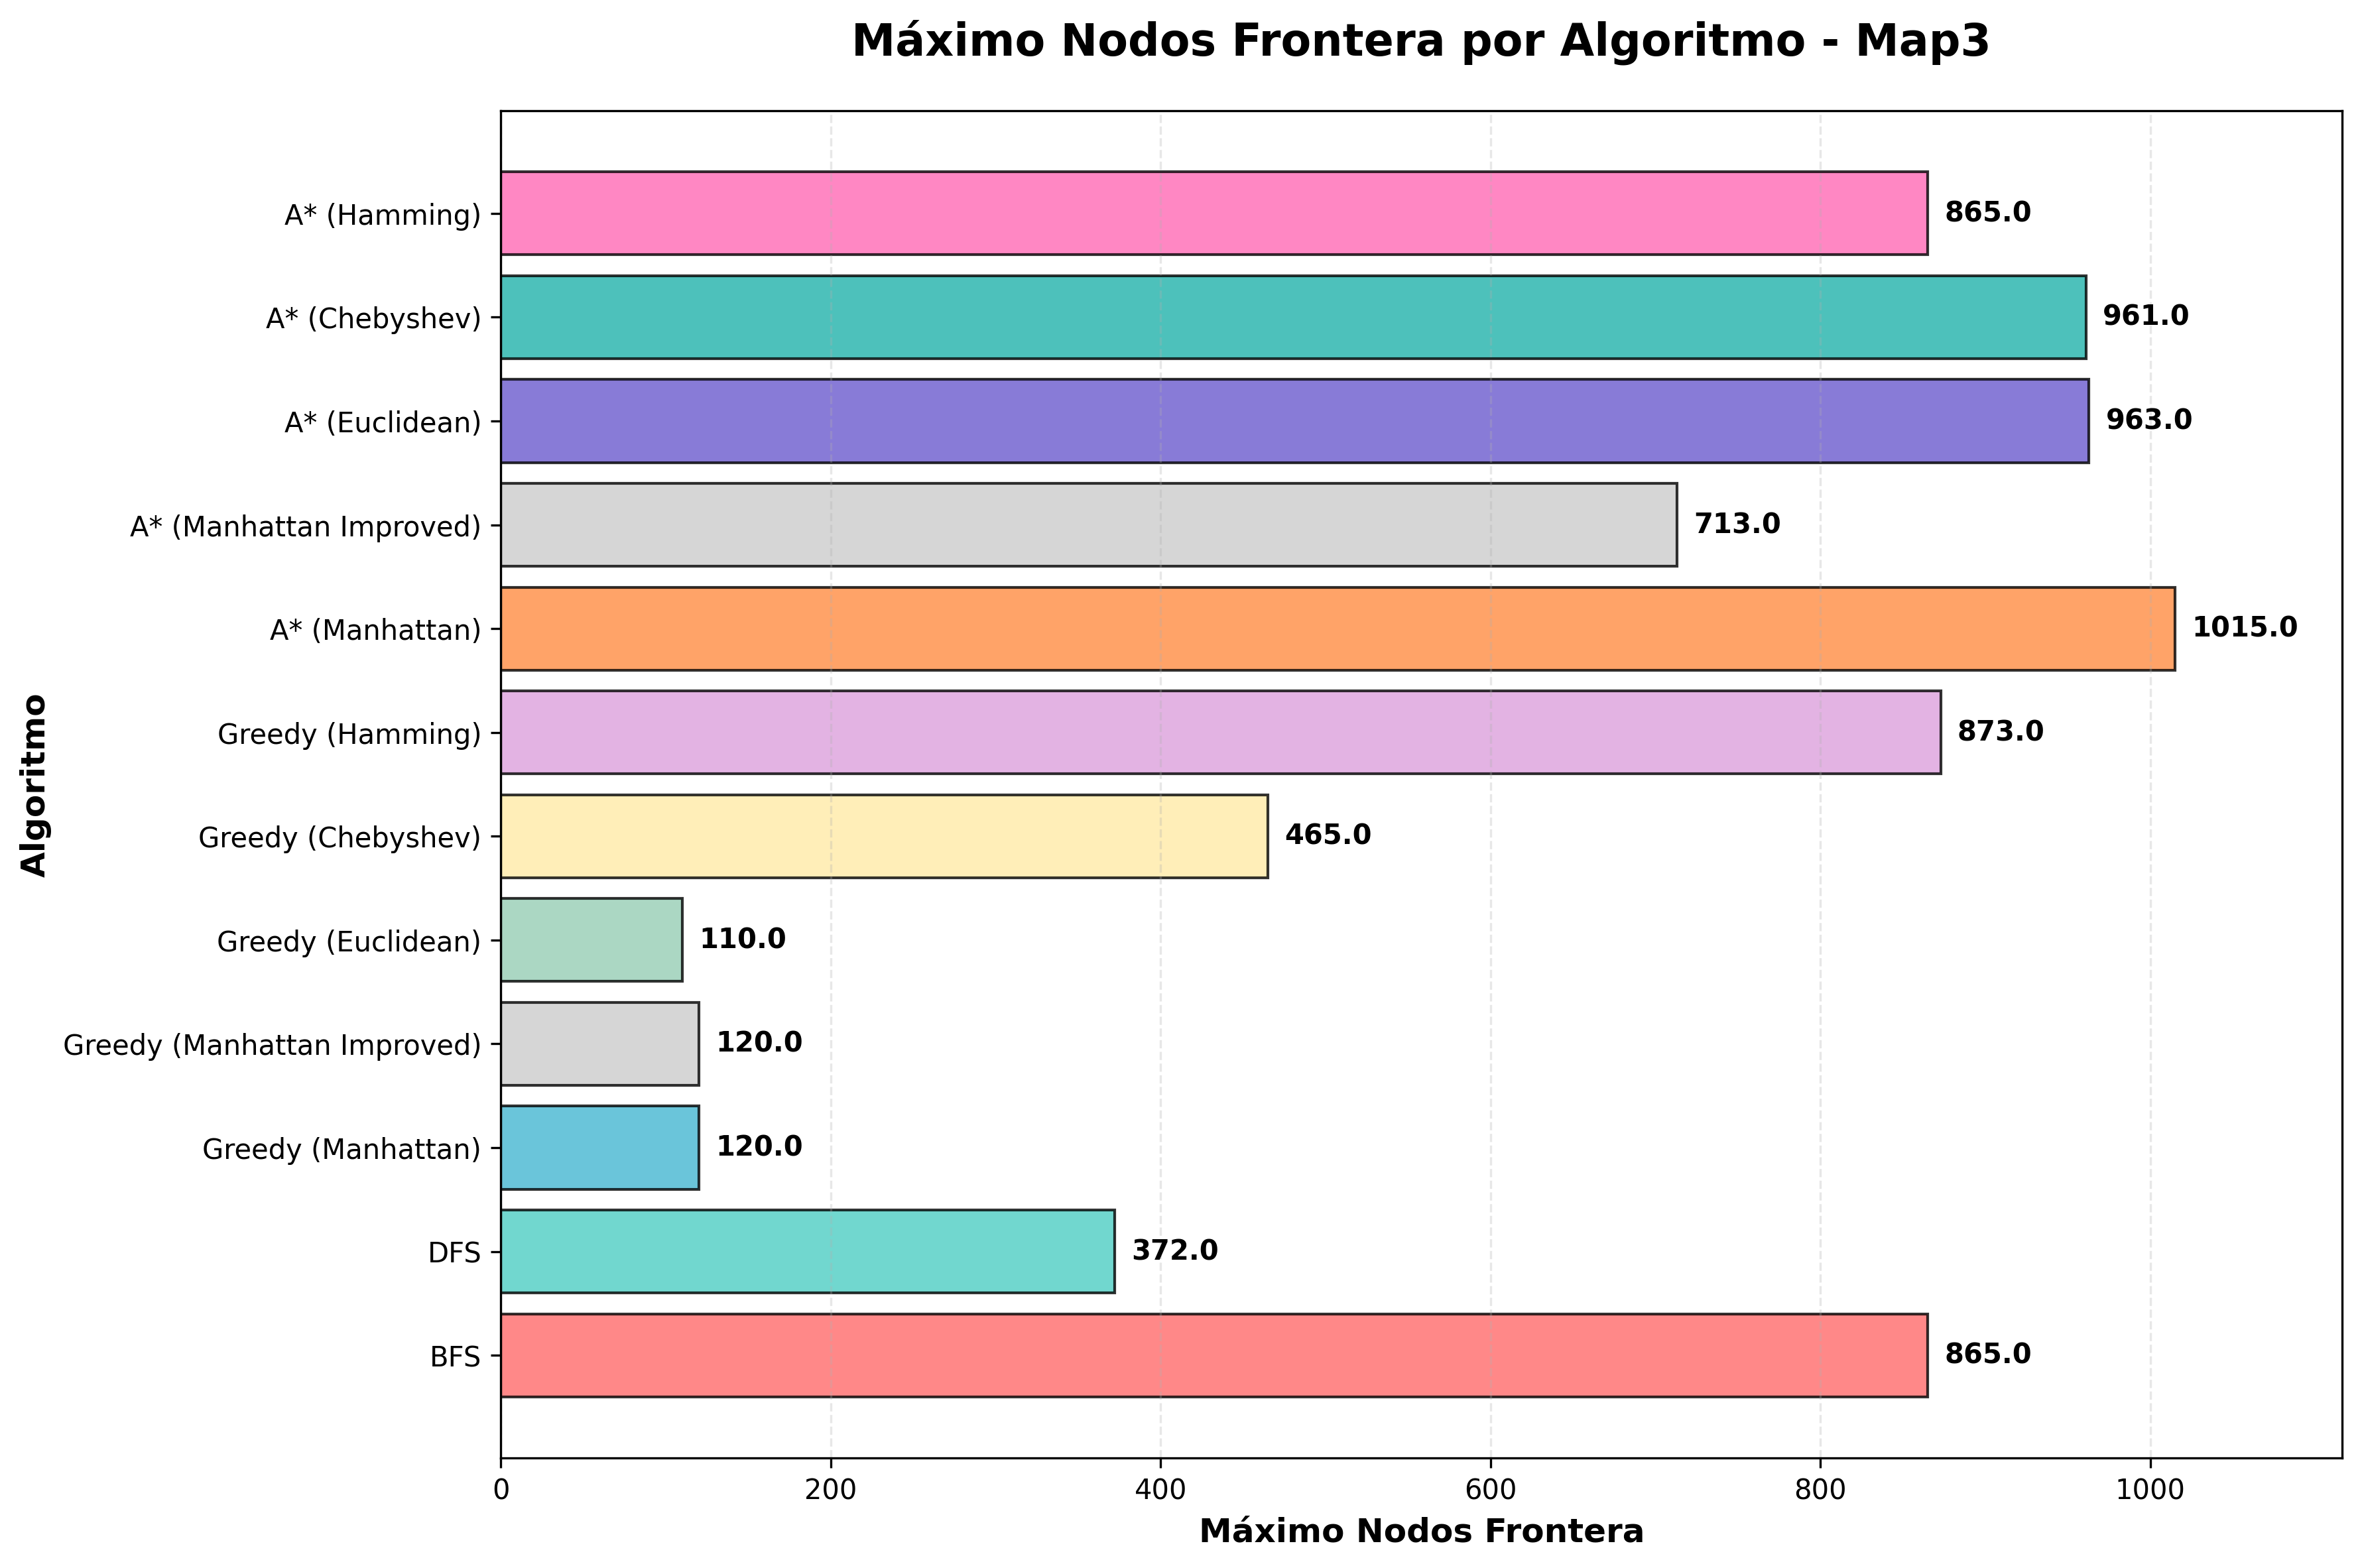 Máximo Nodos Frontera por Algoritmo - Map3
Algoritmo
A* (Hamming)
865.0
A* (Chebyshev)
961.0
A* (Euclidean)
963.0
A* (Manhattan Improved)
713.0
A* (Manhattan)
1015.0
Greedy (Hamming)
873.0
Greedy (Chebyshev)
465.0
Greedy (Euclidean)
110.0
Greedy (Manhattan Improved)
120.0
Greedy (Manhattan)
120.0
DFS
372.0
BFS
865.0
0 200 400 600 800 1000
Máximo Nodos Frontera